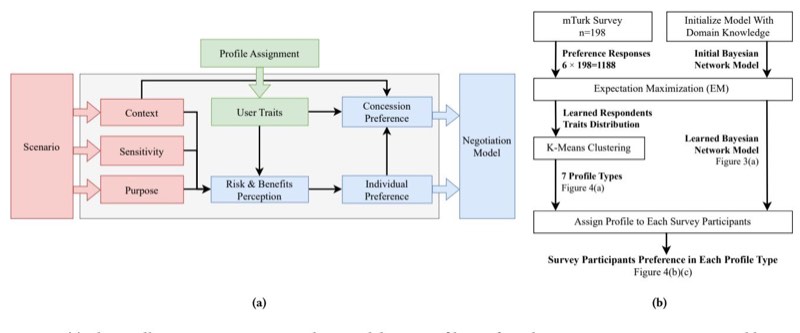 Profile Assignment
Scenario
Context
Sensitivity
Purpose
User Traits
Risk & Benefits
Perception
Concession
Preference
Individual
Preference
Negotiation
Model
(a)
mTurk Survey
n=198
Initialize Model With
Domain Knowledge
Preference Responses
6 × 198=1188
Initial Bayesian
Network Model
Expectation Maximization (EM)
Learned Respondents
Traits Distribution
K-Means Clustering
Learned Bayesian
Network Model
Figure 3(a)
7 Profile Types
Figure 4(a)
Assign Profile to Each Survey Participants
Survey Participants Preference in Each Profile Type
Figure 4(b)(c)
(b)